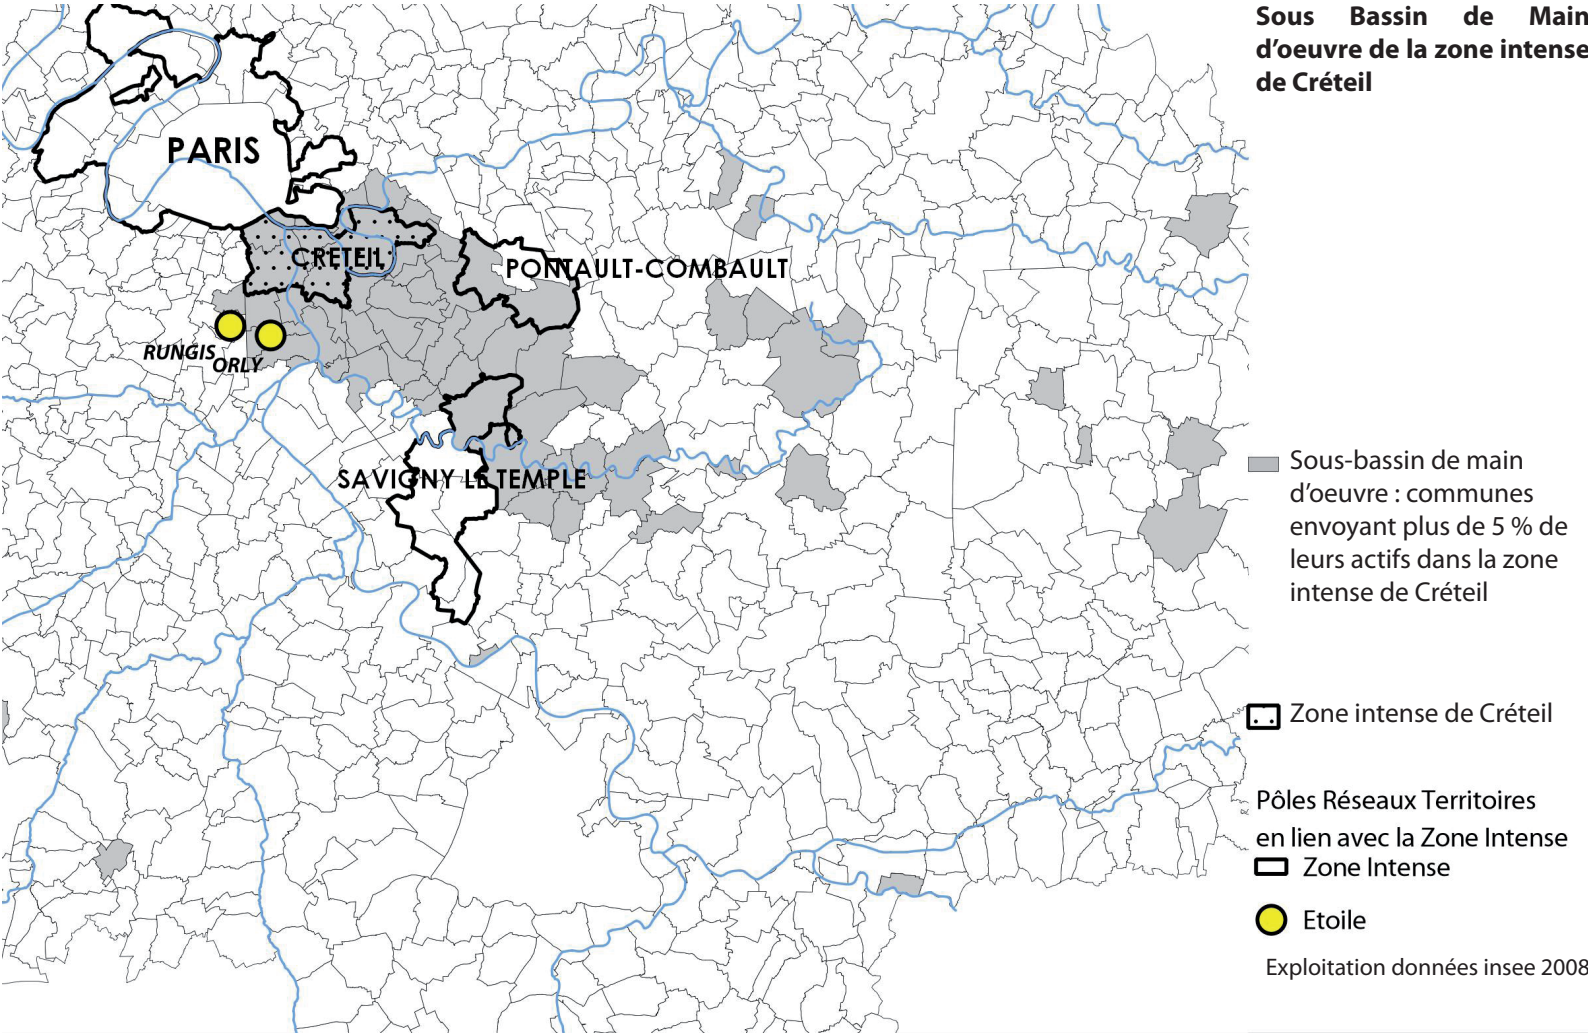 Sous Bassin de Main
d’oeuvre de la zone intense
de Créteil
PARIS
CRETEIL
PONTAULT-COMBAULT
RUNGIS
ORLY
SAVIGNY LE TEMPLE
Sous-bassin de main
d’oeuvre : communes
envoyant plus de 5 % de
leurs actifs dans la zone
intense de Créteil
Zone intense de Créteil
Pôles Réseaux Territoires
en lien avec la Zone Intense
Zone Intense
Etoile
Exploitation données insee 2008